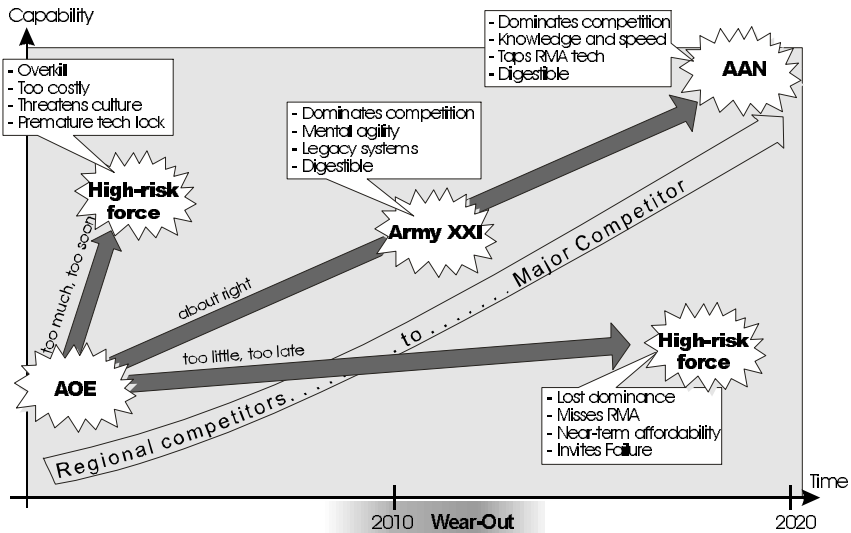 Capability
- Dominates competition
- Knowledge and speed
- Taps RMA tech
- Digestible
AAN
- Overkill
- Too costly
- Threatens culture
- Premature tech lock
- Dominates competition
- Mental agility
- Legacy systems
- Digestible
High-risk
force
Army XXI
too much, too soon
about right
too little, too late
Regional competitors. . . . . . . . . to . . . . . . . Major Competitor
AOE
High-risk
force
- Lost dominance
- Misses RMA
- Near-term affordability
- Invites Failure
Time
2010 Wear-Out 2020